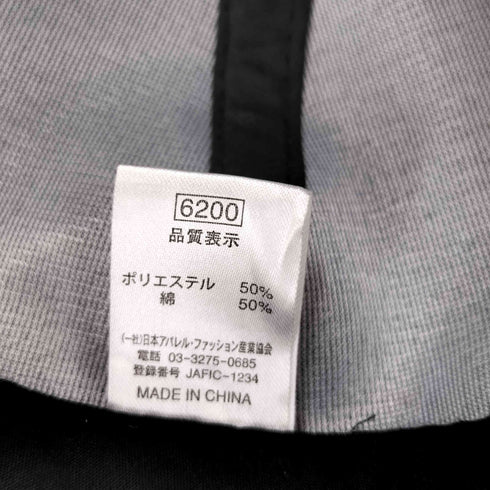 6200
品質表示
ポリエステル 50%
綿 50%
(一社)日本アパレル・ファッション産業協会
電話 03-3275-0685
登録番号 JAFIC-1234
MADE IN CHINA